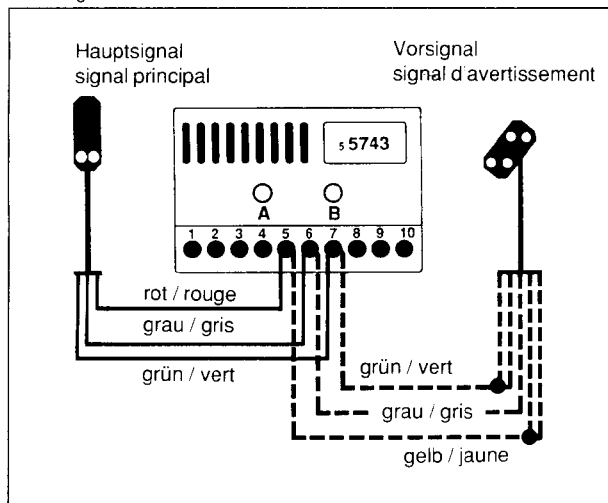 Hauptsignal
signal principal
Vorsignal
signal d'avertissement
5 5743
A B
1 2 3 4 5 6 7 8 9 10
rot / rouge
grau / gris
grün / vert
grün / vert
grau / gris
gelb / jaune